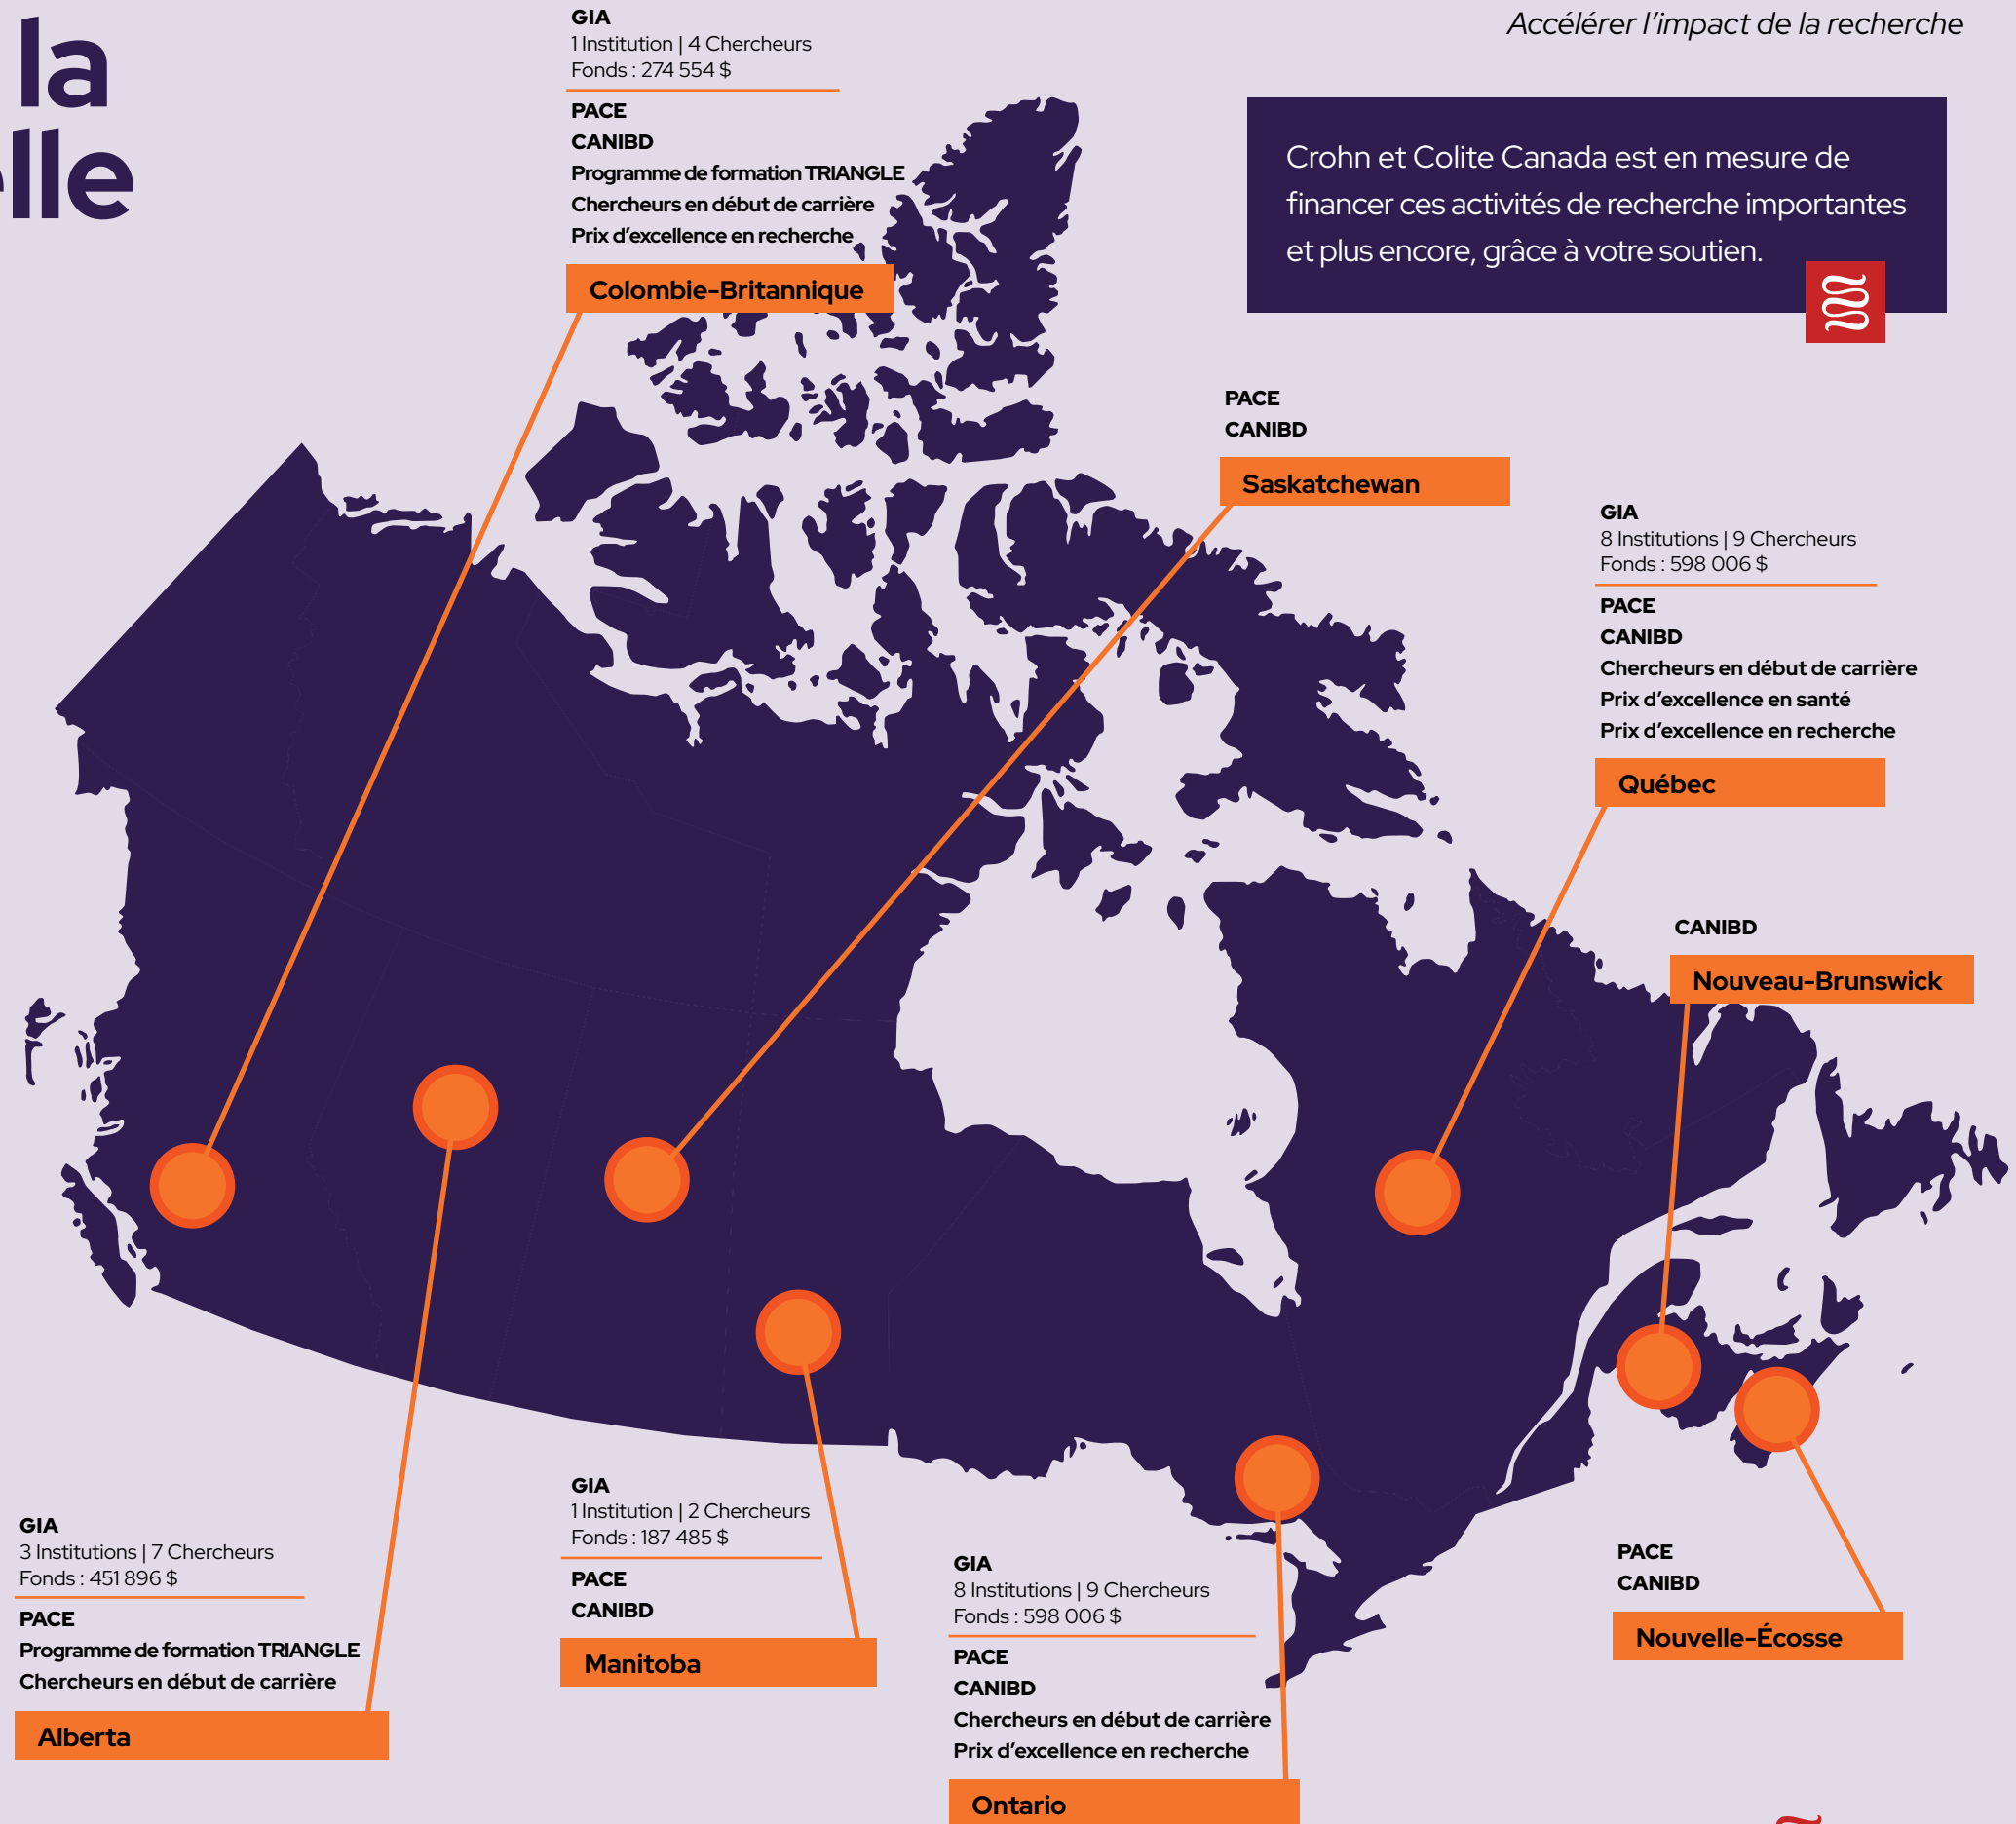 la
elle
Accélérer l’impact de la recherche
Crohn et Colite Canada est en mesure de
financer ces activités de recherche importantes
et plus encore, grâce à votre soutien.
GIA
1 Institution | 4 Chercheurs
Fonds : 274 554 $
PACE
CANIBD
Programme de formation TRIANGLE
Chercheurs en début de carrière
Prix d’excellence en recherche
Colombie-Britannique
PACE
CANIBD
Saskatchewan
GIA
8 Institutions | 9 Chercheurs
Fonds : 598 006 $
PACE
CANIBD
Chercheurs en début de carrière
Prix d’excellence en santé
Prix d’excellence en recherche
Québec
CANIBD
Nouveau-Brunswick
GIA
3 Institutions | 7 Chercheurs
Fonds : 451 896 $
PACE
Programme de formation TRIANGLE
Chercheurs en début de carrière
Alberta
GIA
1 Institution | 2 Chercheurs
Fonds : 187 485 $
PACE
CANIBD
Manitoba
GIA
8 Institutions | 9 Chercheurs
Fonds : 598 006 $
PACE
CANIBD
Chercheurs en début de carrière
Prix d’excellence en recherche
Ontario
PACE
CANIBD
Nouvelle-Écosse